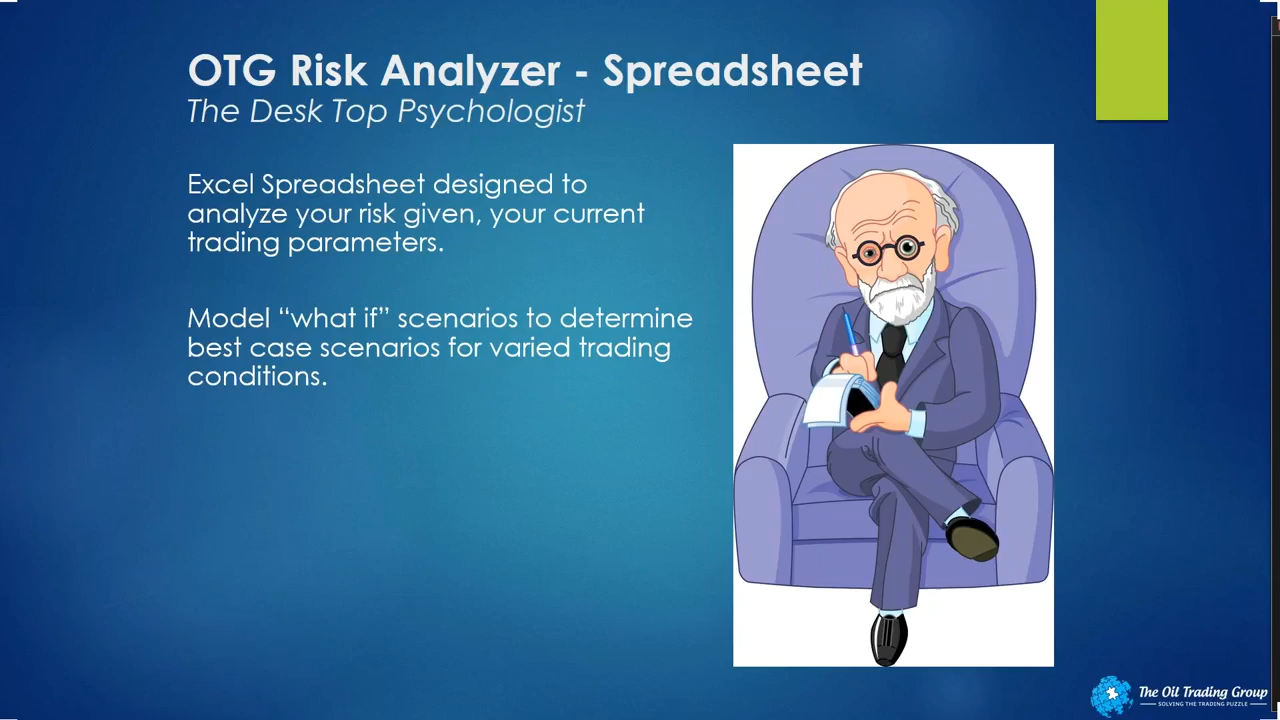 OTG Risk Analyzer - Spreadsheet
The Desk Top Psychologist
Excel Spreadsheet designed to
analyze your risk given, your current
trading parameters.
Model “what if” scenarios to determine
best case scenarios for varied trading
conditions.
The Oil Trading Group
SOLVING THE TRADING PUZZLE